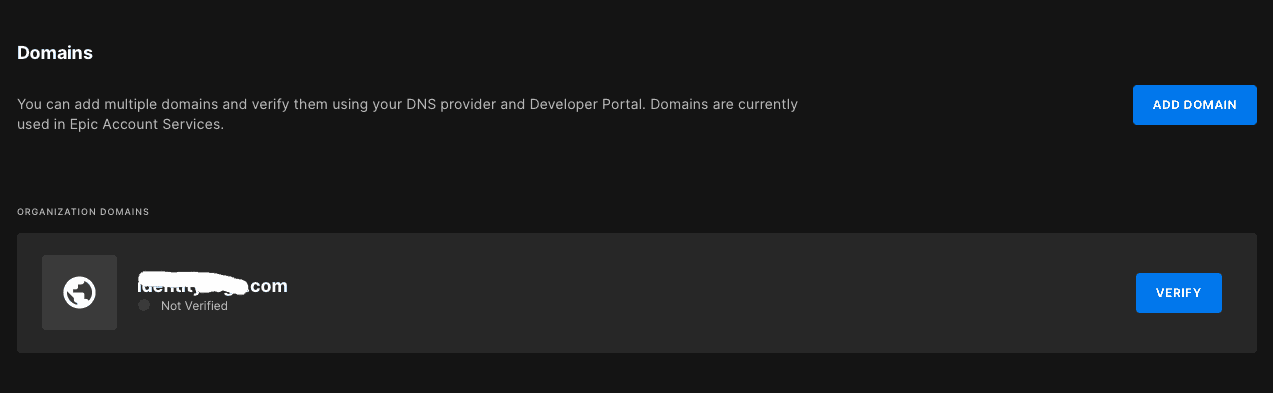 Domains
You can add multiple domains and verify them using your DNS provider and Developer Portal. Domains are currently
used in Epic Account Services.
ADD DOMAIN
ORGANIZATION DOMAINS
.com
Not Verified
VERIFY